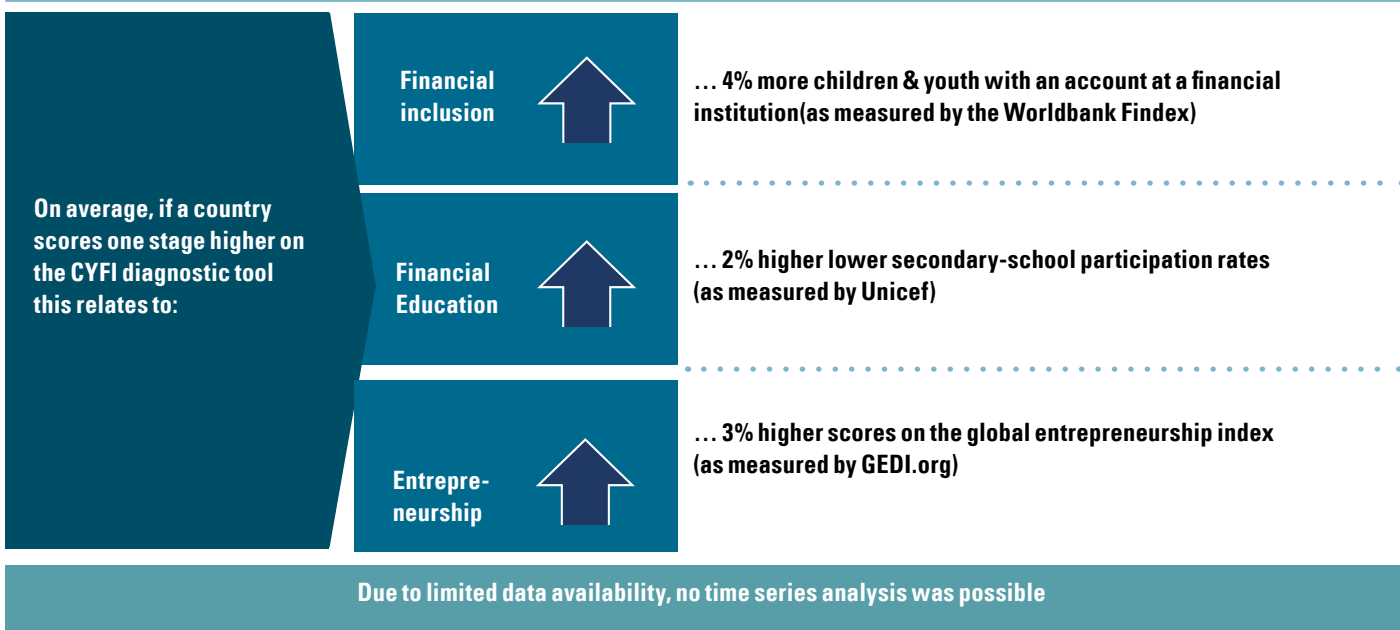 On average, if a country
scores one stage higher on
the CYFI diagnostic tool
this relates to:
Financial
inclusion
… 4% more children & youth with an account at a financial
institution(as measured by the Worldbank Findex)
Financial
Education
… 2% higher lower secondary-school participation rates
(as measured by Unicef)
Entrepre-
neurship
… 3% higher scores on the global entrepreneurship index
(as measured by GEDI.org)
Due to limited data availability, no time series analysis was possible